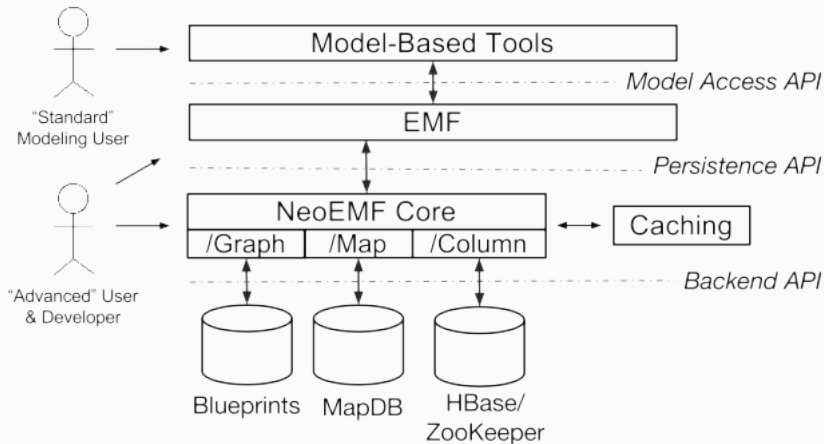 Model-Based Tools
Model Access API
“Standard”
Modeling User
EMF
Persistence API
NeoEMF Core
/Graph
/Map
/Column
Caching
Backend API
“Advanced” User
& Developer
Blueprints
MapDB
HBase/
ZooKeeper